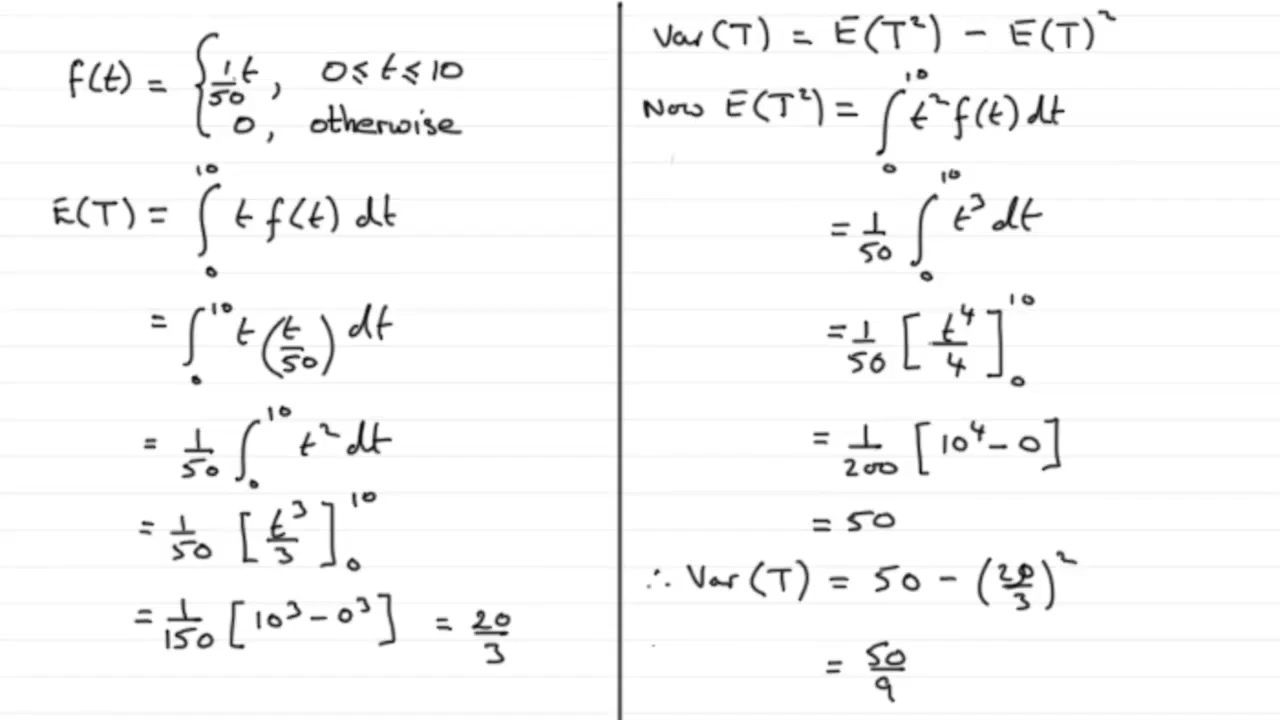 f(t) = { 1/50 t, 0 ≤ t ≤ 10
0, otherwise
E(T) = ∫₀¹⁰ t f(t) dt
= ∫₀¹⁰ t (t/50) dt
= 1/50 ∫₀¹⁰ t² dt
= 1/50 [t³/3]₀¹⁰
= 1/150 [10³ - 0³] = 20/3
Var(T) = E(T²) - E(T)²
Now E(T²) = ∫₀¹⁰ t² f(t) dt
= 1/50 ∫₀¹⁰ t³ dt
= 1/50 [t⁴/4]₀¹⁰
= 1/200 [10⁴ - 0]
= 50
∴ Var(T) = 50 - (20/3)²
= 50/9